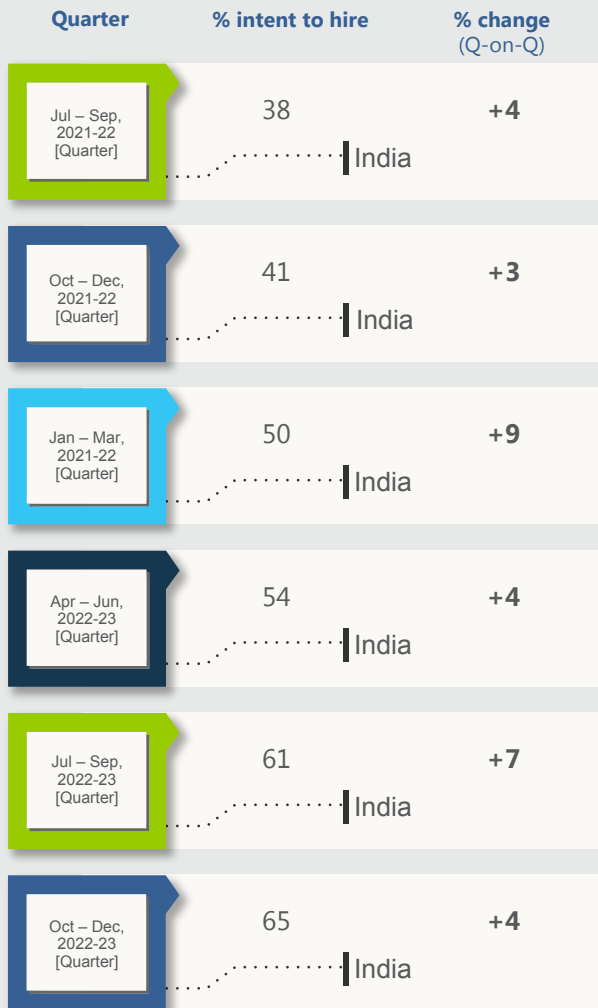 Quarter % intent to hire % change
(Q-on-Q)
Jul – Sep,
2021-22
[Quarter]
38 +4
India
Oct – Dec,
2021-22
[Quarter]
41 +3
India
Jan – Mar,
2021-22
[Quarter]
50 +9
India
Apr – Jun,
2022-23
[Quarter]
54 +4
India
Jul – Sep,
2022-23
[Quarter]
61 +7
India
Oct – Dec,
2022-23
[Quarter]
65 +4
India